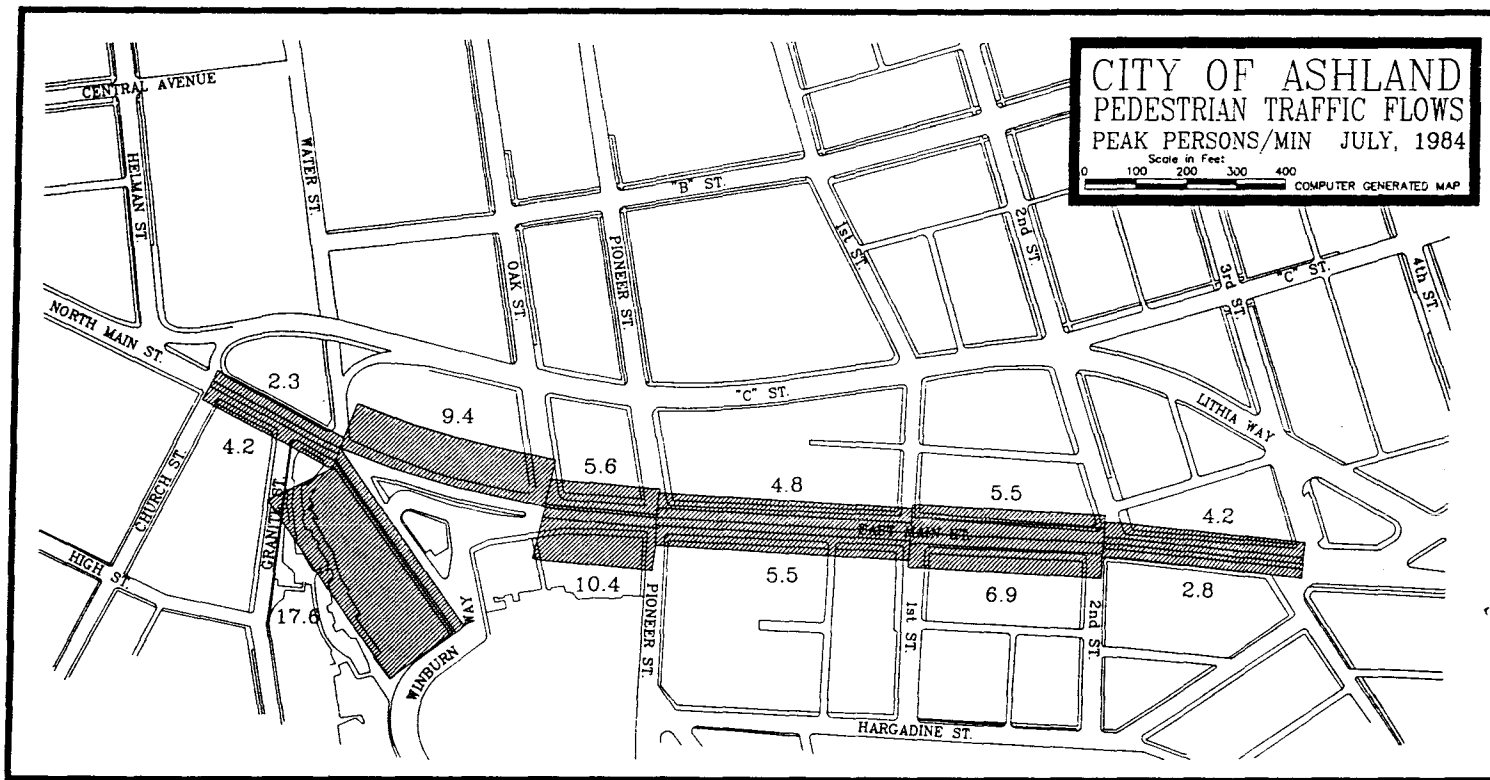 CITY OF ASHLAND
PEDESTRIAN TRAFFIC FLOWS
PEAK PERSONS/MIN JULY, 1984
Scale in Feet
0 100 200 300 400 COMPUTER GENERATED MAP
CENTRAL AVENUE
HELMAN ST.
WATER ST.
"B" ST.
1st ST.
2nd ST.
3rd ST.
"C" ST.
4th ST.
OAK ST.
PIONEER ST.
NORTH MAIN ST.
2.3
9.4
"C" ST.
LITHIA WAY
4.2
5.6
4.8
5.5
4.2
CHURCH ST.
GRANITE ST.
EAST MAIN ST.
HIGH ST.
17.6
10.4
5.5
6.9
2.8
WINBURN WAY
PIONEER ST.
1st ST.
2nd ST.
HARGADINE ST.